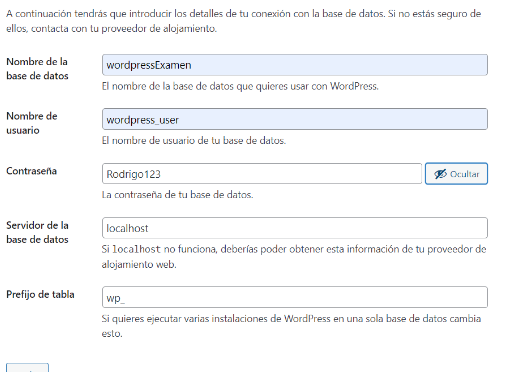 A continuación tendrás que introducir los detalles de tu conexión con la base de datos. Si no estás seguro de
ellos, contacta con tu proveedor de alojamiento.
Nombre de la
base de datos
wordpressExamen
El nombre de la base de datos que quieres usar con WordPress.
Nombre de
usuario
wordpress_user
El nombre de usuario de tu base de datos.
Contraseña
Rodrigo123
Ocultar
La contraseña de tu base de datos.
Servidor de la
base de datos
localhost
Si localhost no funciona, deberías poder obtener esta información de tu proveedor de
alojamiento web.
Prefijo de tabla
wp_
Si quieres ejecutar varias instalaciones de WordPress en una sola base de datos cambia
esto.